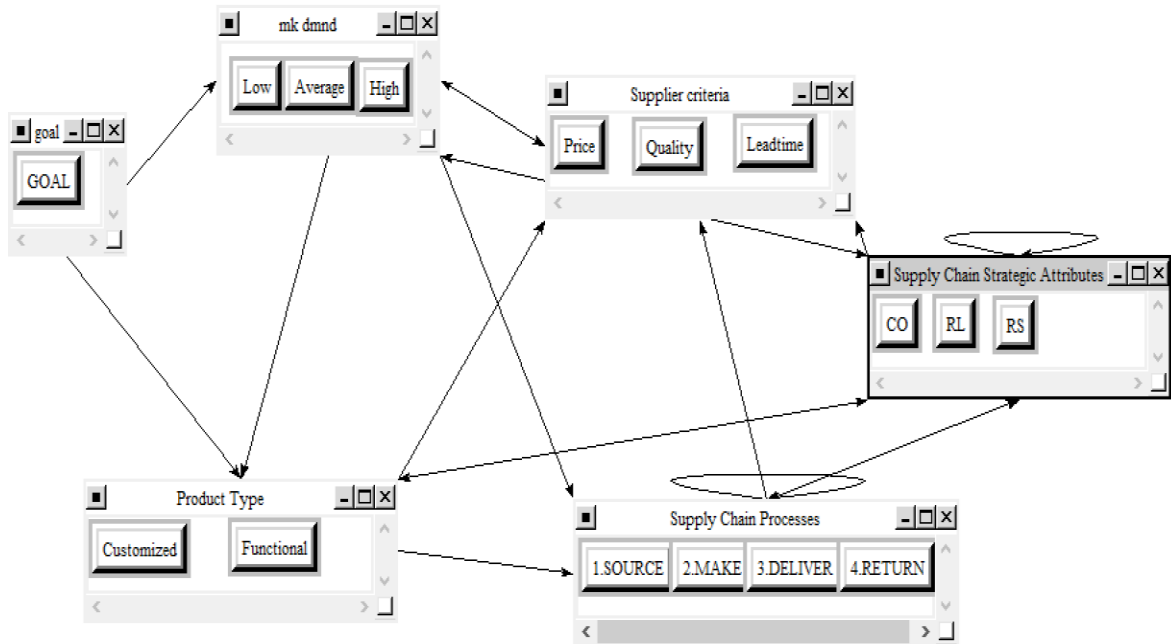 mk dmnd
Low Average High
goal
GOAL
Supplier criteria
Price Quality Leadtime
Supply Chain Strategic Attributes
CO RL RS
Product Type
Customized Functional
Supply Chain Processes
1.SOURCE 2.MAKE 3.DELIVER 4.RETURN